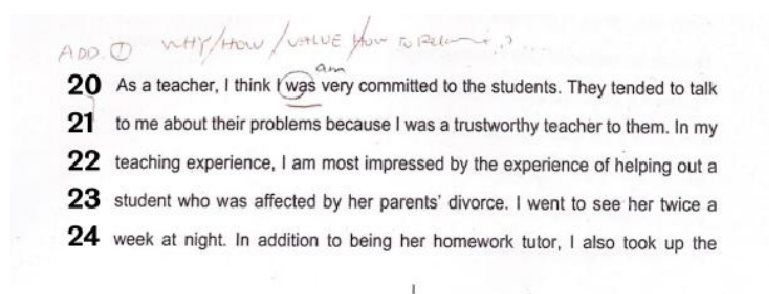 ADD ① WHY/HOW/VALUE HOW TO
am
20 As a teacher, I think I was very committed to the students. They tended to talk
21 to me about their problems because I was a trustworthy teacher to them. In my
22 teaching experience, I am most impressed by the experience of helping out a
23 student who was affected by her parents' divorce. I went to see her twice a
24 week at night. In addition to being her homework tutor, I also took up the
1